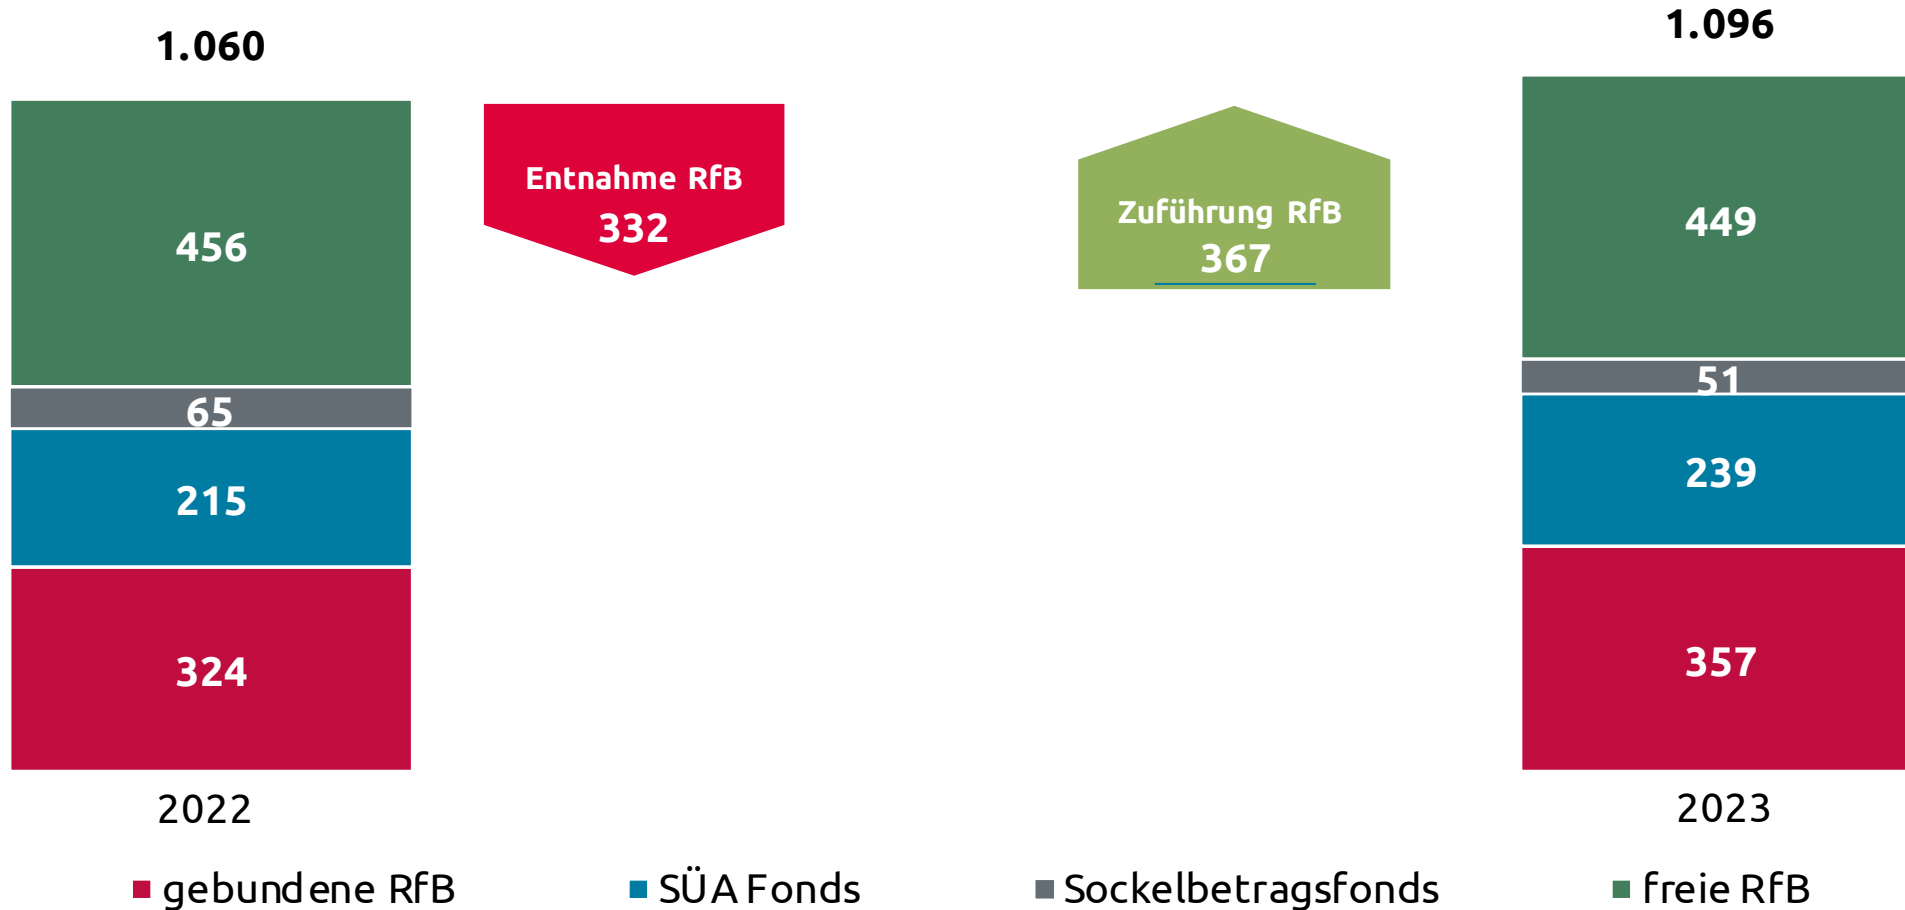 1.060
1.096
Entnahme RfB
332
Zuführung RfB
367
456
65
215
324
449
51
239
357
2022
2023
gebundene RfB
SÜA Fonds
Sockelbetragsfonds
freie RfB